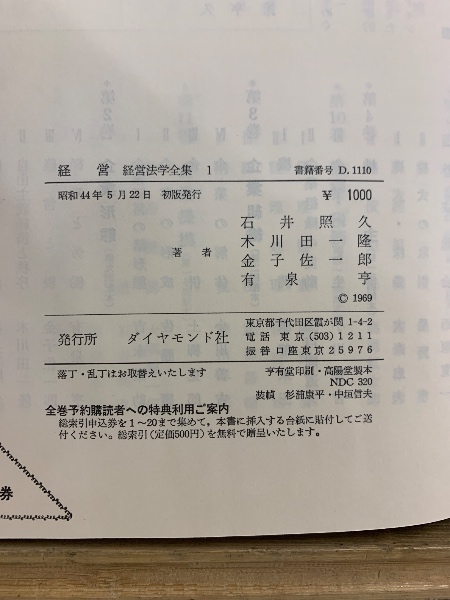 経営　経営法学全集 1　書籍番号 D.1110
昭和44年5月22日　初版発行　¥ 1000
著者
石井照久
木川田一隆
金子佐一郎
有泉亨
© 1969
発行所　ダイヤモンド社
東京都千代田区霞が関 1-4-2
電話 東京 (503) 1211
振替口座東京 25976
落丁・乱丁はお取替えいたします
亨有堂印刷・高陽堂製本
NDC 320
装幀　杉浦康平・中垣信夫
全巻予約購読者への特典利用ご案内
総索引申込券を1～20まで集めて，本書に挿入する台紙に貼付してご送
付ください。総索引(定価500円)を無料で贈呈いたします。
券